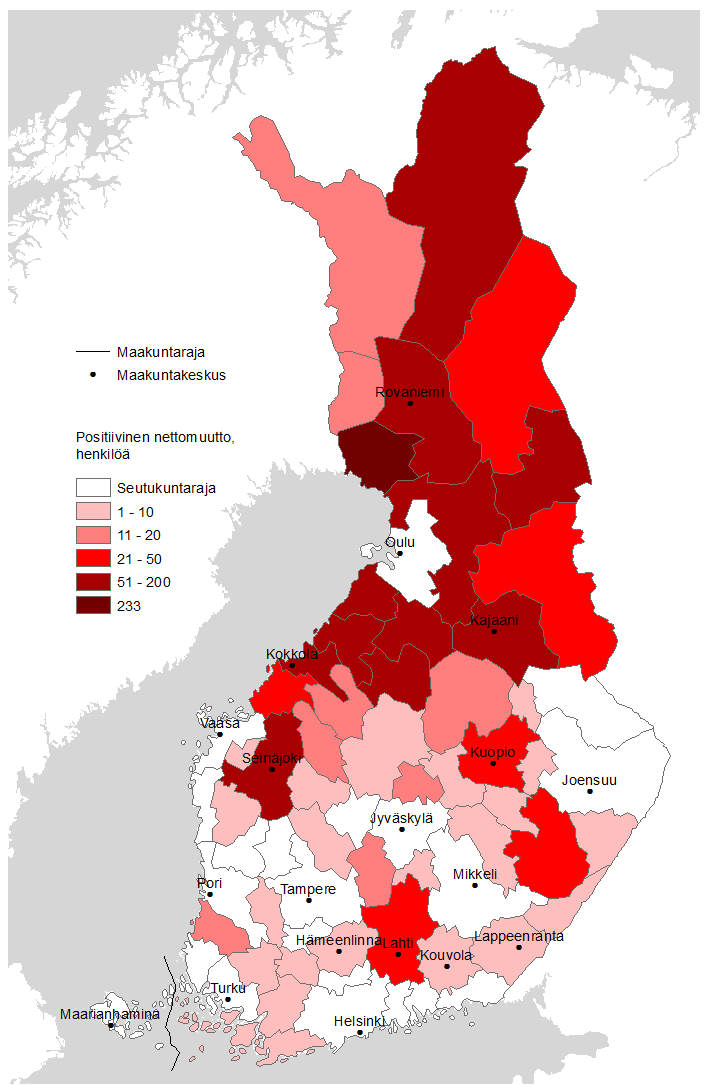 Maakuntaraja
Maakuntakeskus
Rovaniemi
Positiivinen nettomuutto,
henkilöä
Seutukuntaraja
1 - 10
11 - 20
21 - 50
51 - 200
233
Oulu
Kajaani
Kokkola
Vaasa
Seinäjoki
Kuopio
Joensuu
Jyväskylä
Mikkeli
Pori
Tampere
Hämeenlinna
Lahti
Lappeenranta
Kouvola
Turku
Maarianhamina
Helsinki